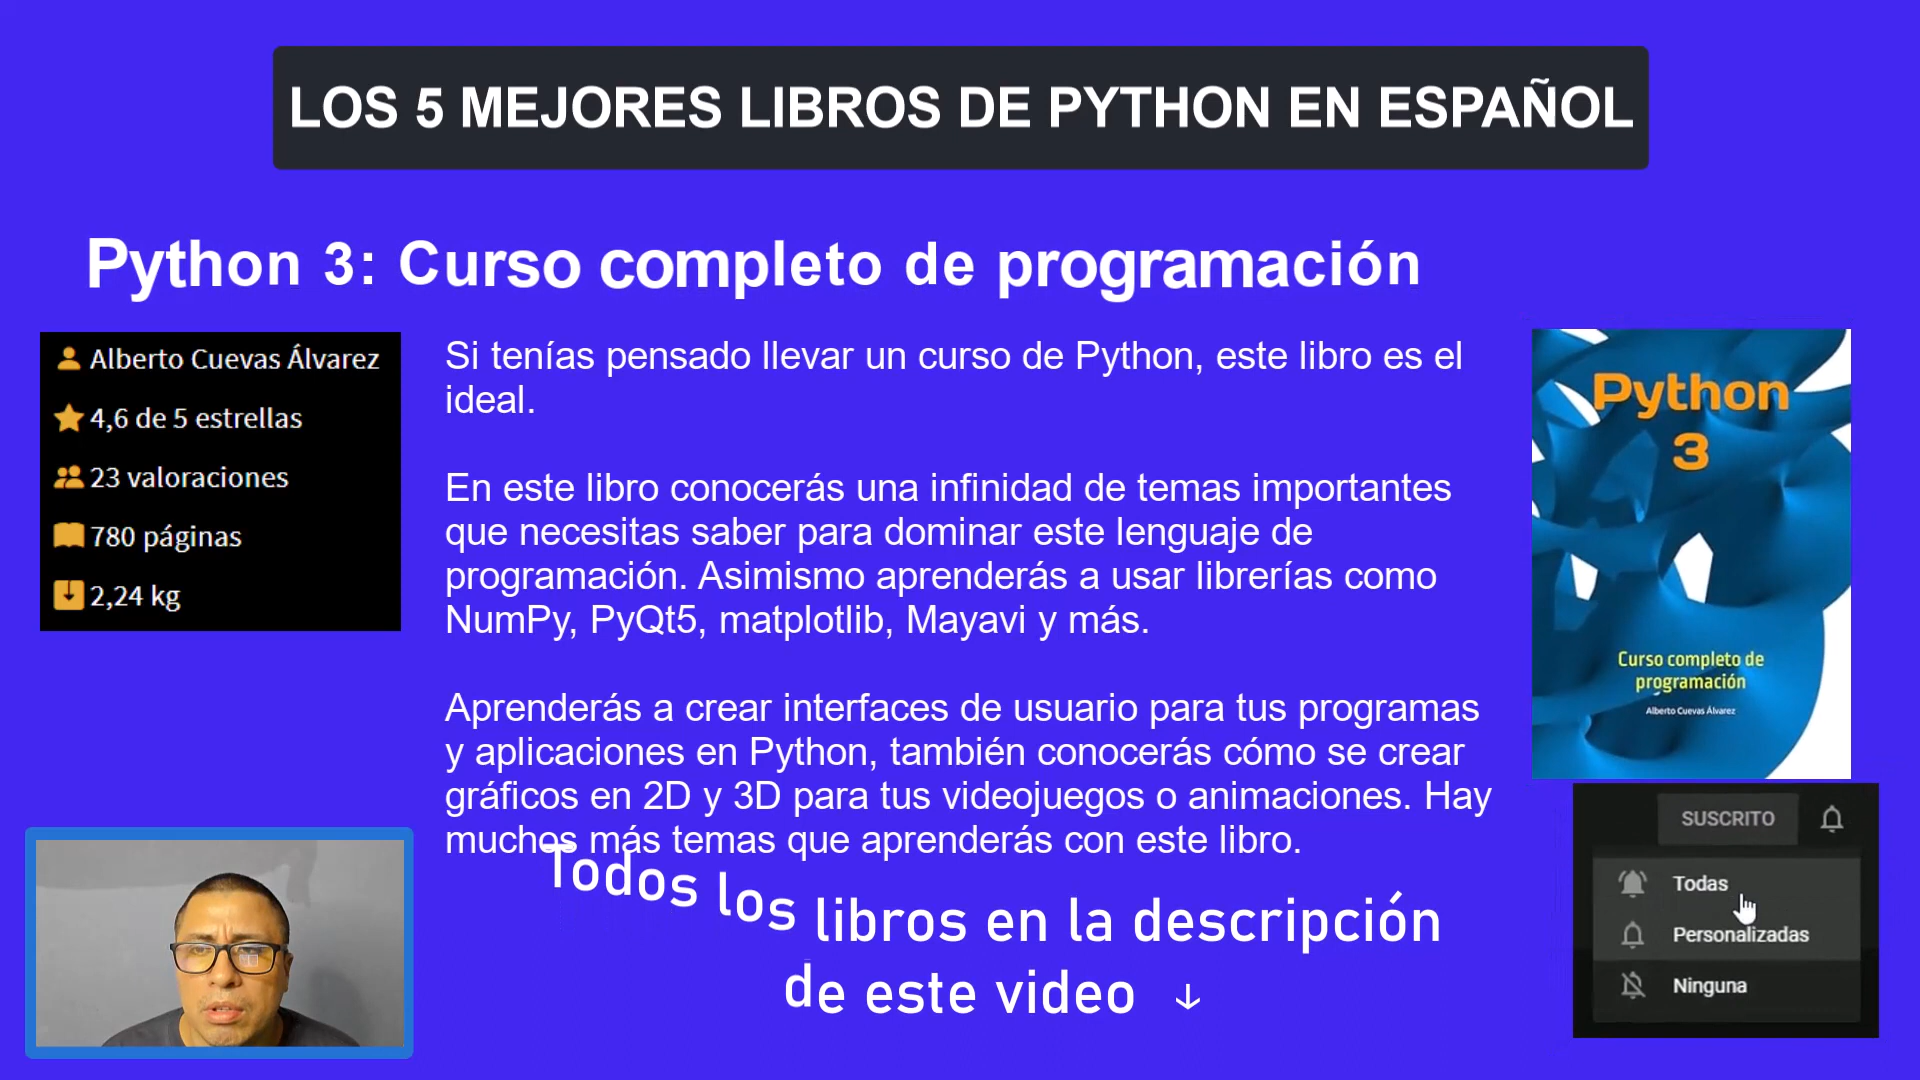 LOS 5 MEJORES LIBROS DE PYTHON EN ESPAÑOL
Python 3: Curso completo de programación
Alberto Cuevas Álvarez
4,6 de 5 estrellas
23 valoraciones
780 páginas
2,24 kg
Si tenías pensado llevar un curso de Python, este libro es el
ideal.
En este libro conocerás una infinidad de temas importantes
que necesitas saber para dominar este lenguaje de
programación. Asimismo aprenderás a usar librerías como
NumPy, PyQt5, matplotlib, Mayavi y más.
Aprenderás a crear interfaces de usuario para tus programas
y aplicaciones en Python, también conocerás cómo se crear
gráficos en 2D y 3D para tus videojuegos o animaciones. Hay
muchos más temas que aprenderás con este libro.
Python
3
Curso completo de
programación
Alberto Cuevas Álvarez
SUSCRITO
Todas
Personalizadas
Ninguna
Todos los libros en la descripción
de este video ↓